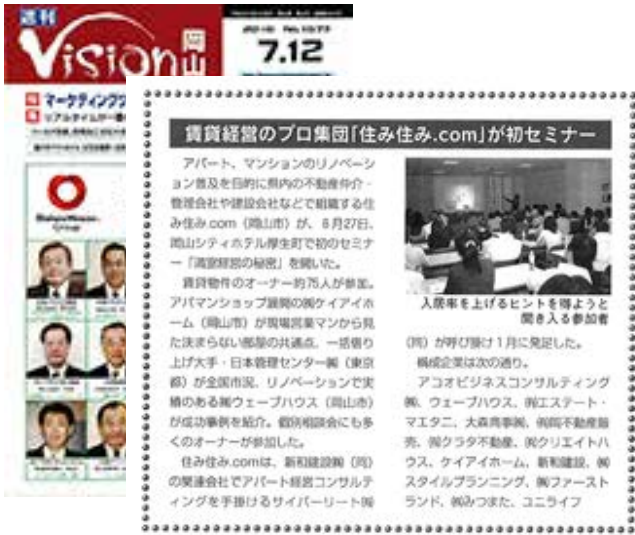 週刊
Vision岡山
7.12
マーケティング
賃貸経営のプロ集団「住み住み.com」が初セミナー
アパート、マンションのリノベーシ
ョン普及を目的に県内の不動産仲介・
管理会社や建設会社などで組織する住
み住み.com（岡山市）が、6月27日、
岡山シティホテル厚生町で初のセミナ
ー「満室経営の秘密」を開いた。
賃貸物件のオーナー約75人が参加。
アパマンショップ展開の㈱ケイアイホ
ーム（岡山市）が現場営業マンから見
た決まらない部屋の共通点、一括借り
上げ大手・日本管理センター㈱（東京
都）が全国市況、リノベーションで実
績のある㈱ウェーブハウス（岡山市）
が成功事例を紹介。個別相談会にも多
くのオーナーが参加した。
住み住み.comは、新和建設㈱（同）
の関連会社でアパート経営コンサルテ
ィングを手掛けるサイバーリート㈱
入居率を上げるヒントを得ようと
聞き入る参加者
（同）が呼び掛け1月に発足した。
構成企業は次の通り。
アコオビジネスコンサルティング
㈱、ウェーブハウス、㈲エステート・
マエタニ、大森商事㈱、㈱岡不動産販
売、㈲クラタ不動産、㈲クリエイトハ
ウス、ケイアイホーム、新和建設、㈱
スタイルプランニング、㈱ファースト
ランド、㈱みつまた、ユニライフ